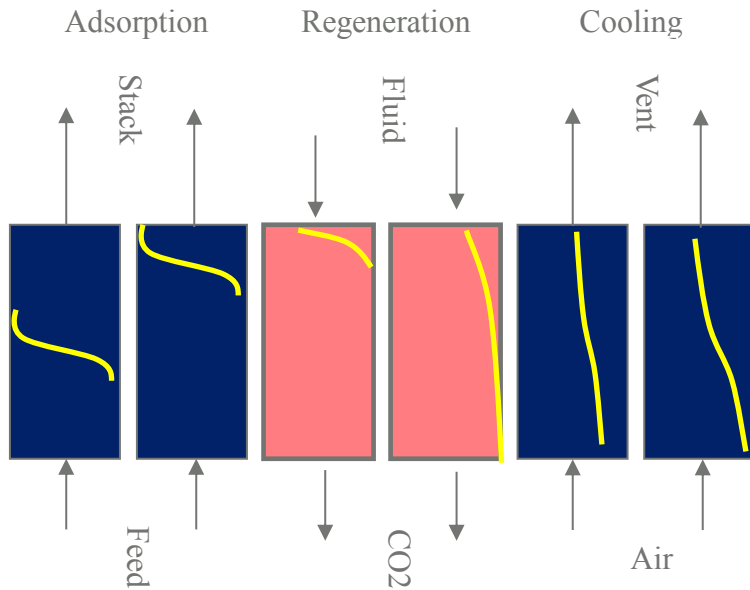 Adsorption
Regeneration
Cooling
Stack
Fluid
Vent
Feed
CO2
Air